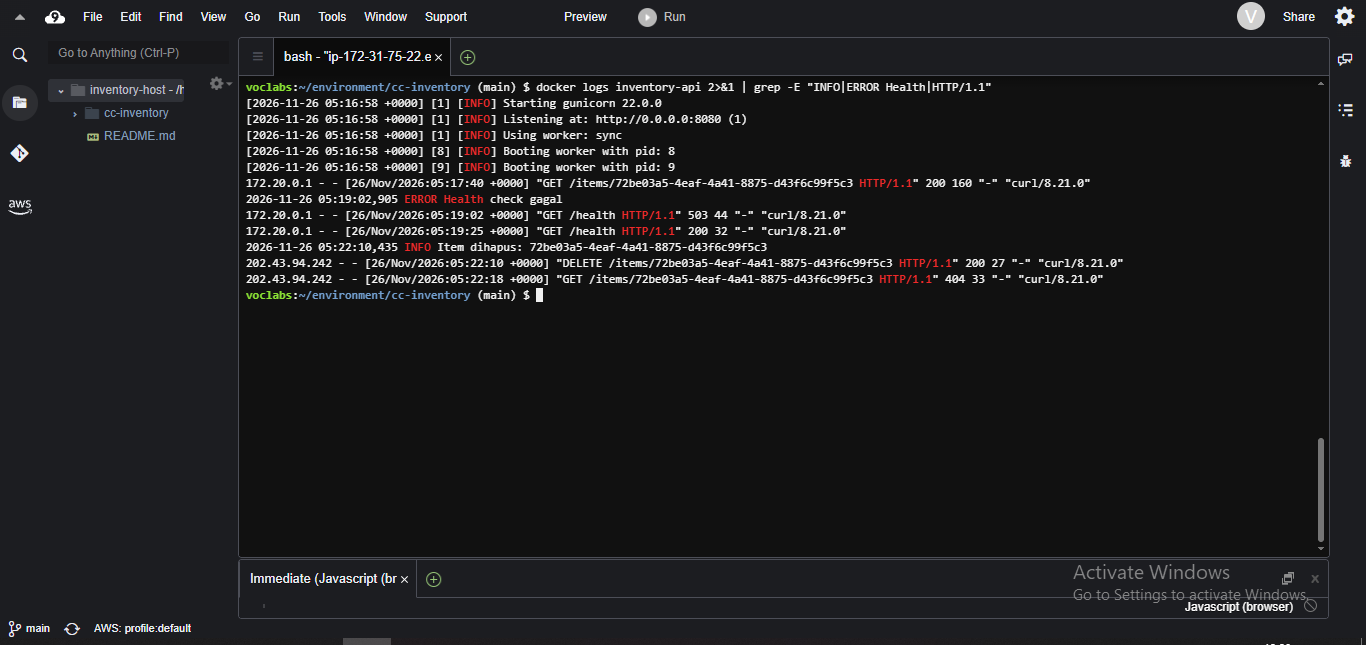 File Edit Find View Go Run Tools Window Support Preview Run V Share
Go to Anything (Ctrl-P)
inventory-host - /h
cc-inventory
README.md
aws
bash - "ip-172-31-75-22.e ×
voclabs:~/environment/cc-inventory (main) $ docker logs inventory-api 2>&1 | grep -E "INFO|ERROR Health|HTTP/1.1"
[2026-11-26 05:16:58 +0000] [1] [INFO] Starting gunicorn 22.0.0
[2026-11-26 05:16:58 +0000] [1] [INFO] Listening at: http://0.0.0.0:8080 (1)
[2026-11-26 05:16:58 +0000] [1] [INFO] Using worker: sync
[2026-11-26 05:16:58 +0000] [8] [INFO] Booting worker with pid: 8
[2026-11-26 05:16:58 +0000] [9] [INFO] Booting worker with pid: 9
172.20.0.1 - - [26/Nov/2026:05:17:40 +0000] "GET /items/72be03a5-4eaf-4a41-8875-d43f6c99f5c3 HTTP/1.1" 200 160 "-" "curl/8.21.0"
2026-11-26 05:19:02,905 ERROR Health check gagal
172.20.0.1 - - [26/Nov/2026:05:19:02 +0000] "GET /health HTTP/1.1" 503 44 "-" "curl/8.21.0"
172.20.0.1 - - [26/Nov/2026:05:19:25 +0000] "GET /health HTTP/1.1" 200 32 "-" "curl/8.21.0"
2026-11-26 05:22:10,435 INFO Item dihapus: 72be03a5-4eaf-4a41-8875-d43f6c99f5c3
202.43.94.242 - - [26/Nov/2026:05:22:10 +0000] "DELETE /items/72be03a5-4eaf-4a41-8875-d43f6c99f5c3 HTTP/1.1" 200 27 "-" "curl/8.21.0"
202.43.94.242 - - [26/Nov/2026:05:22:18 +0000] "GET /items/72be03a5-4eaf-4a41-8875-d43f6c99f5c3 HTTP/1.1" 404 33 "-" "curl/8.21.0"
voclabs:~/environment/cc-inventory (main) $
Immediate (Javascript (br ×
Activate Windows
Go to Settings to activate Windows.
Javascript (browser)
main AWS: profile:default